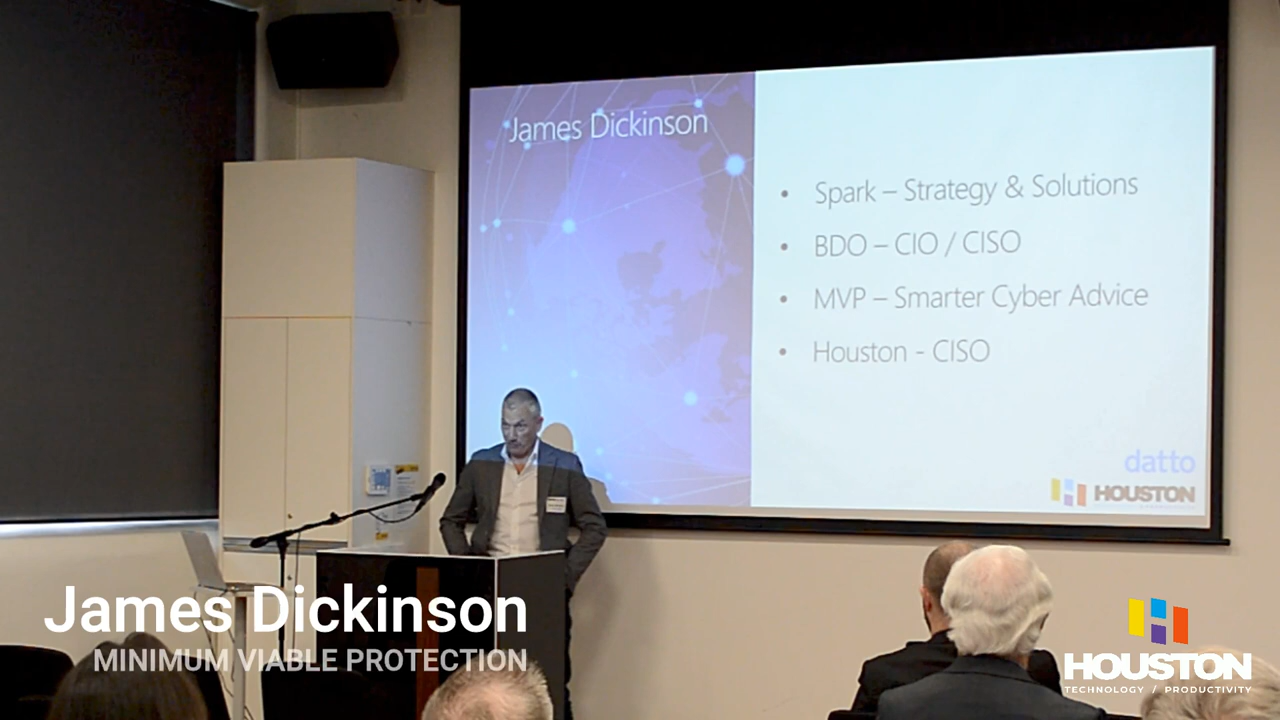 James Dickinson
• Spark – Strategy & Solutions
• BDO – CIO / CISO
• MVP – Smarter Cyber Advice
• Houston - CISO
datto
HOUSTON
James Dickinson
MINIMUM VIABLE PROTECTION
HOUSTON
TECHNOLOGY / PRODUCTIVITY